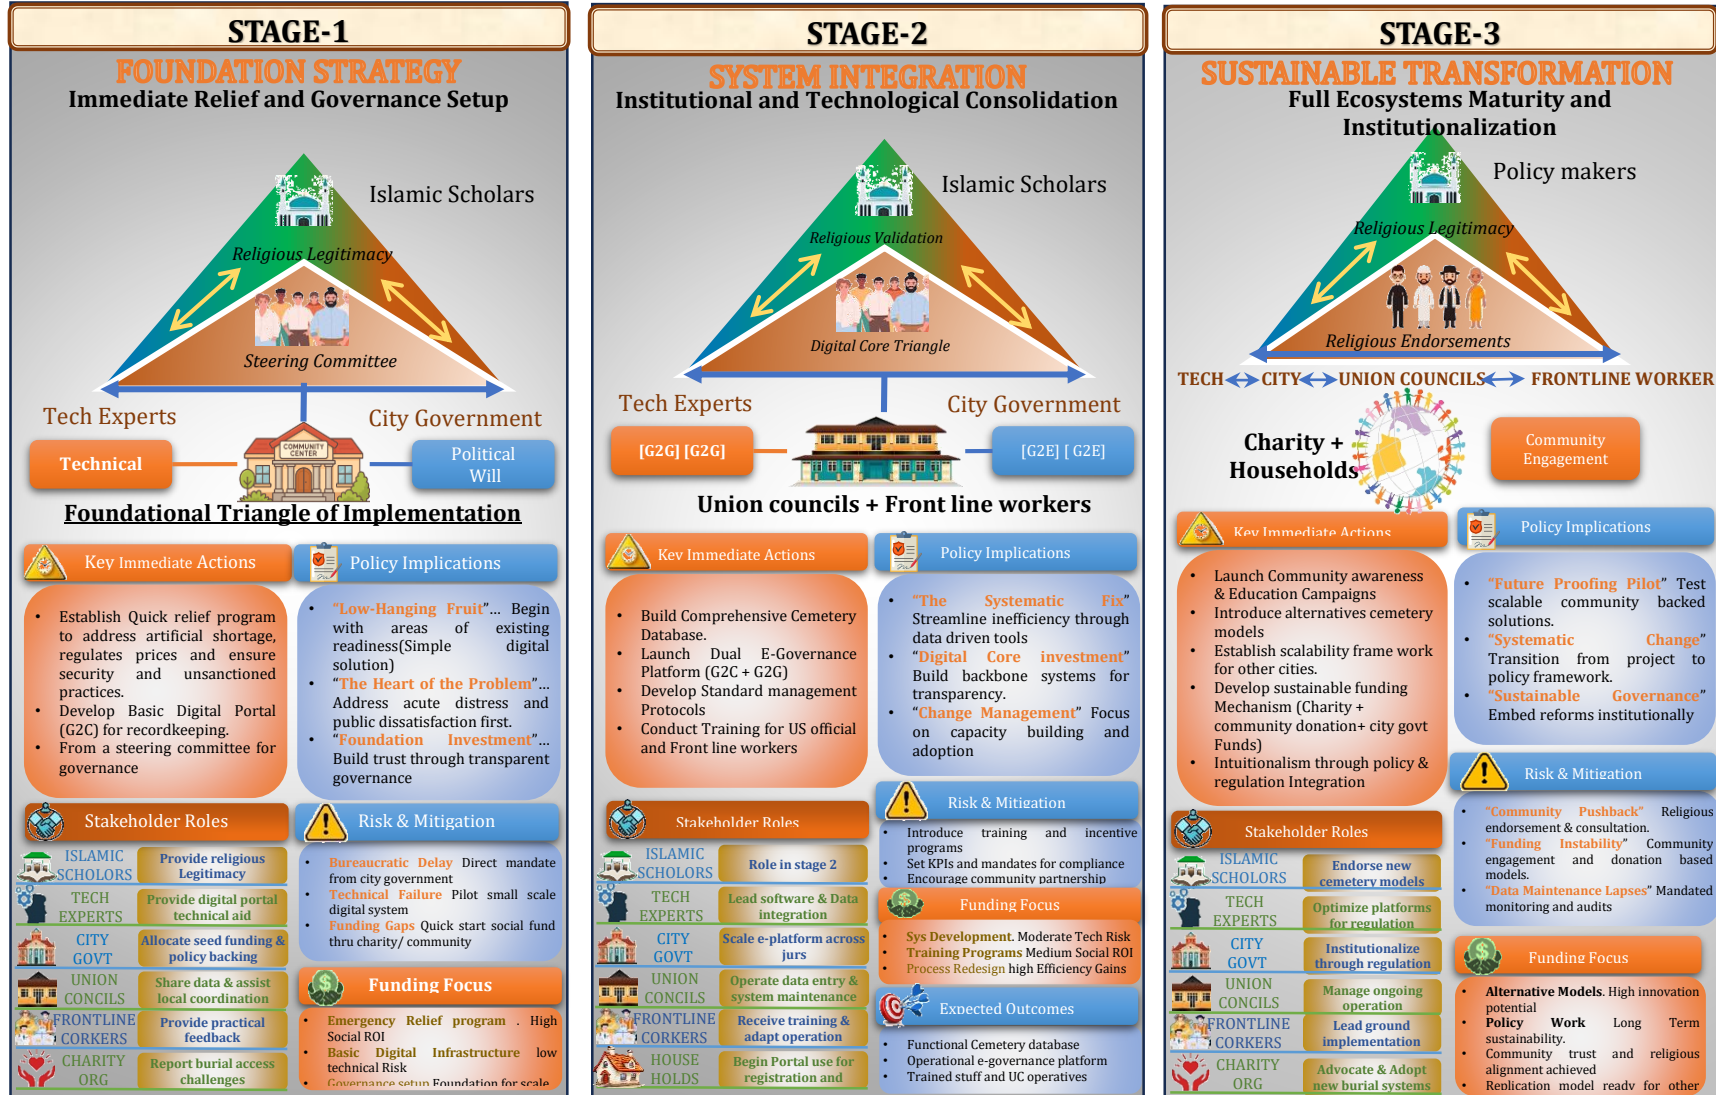 STAGE-1
FOUNDATION STRATEGY
Immediate Relief and Governance Setup
Islamic Scholars
Religious Legitimacy
Steering Committee
Tech Experts
City Government
Technical
COMMUNITY
CENTER
Political
Will
Foundational Triangle of Implementation
Key Immediate Actions
• Establish Quick relief program
to address artificial shortage,
regulates prices and ensure
security and unsanctioned
practices.
• Develop Basic Digital Portal
(G2C) for recordkeeping.
• From a steering committee for
governance
Policy Implications
• "Low-Hanging Fruit"... Begin
with areas of existing
readiness(Simple digital
solution)
• "The Heart of the Problem"...
Address acute distress and
public dissatisfaction first.
• "Foundation Investment"...
Build trust through transparent
governance
Stakeholder Roles
ISLAMIC
SCHOLORS
Provide religious
Legitimacy
TECH
EXPERTS
Provide digital portal
technical aid
CITY
GOVT
Allocate seed funding &
policy backing
UNION
CONCILS
Share data & assist
local coordination
FRONTLINE
CORKERS
Provide practical
feedback
CHARITY
ORG
Report burial access
challenges
Risk & Mitigation
• Bureaucratic Delay Direct mandate
from city government
• Technical Failure Pilot small scale
digital system
• Funding Gaps Quick start social fund
thru charity/ community
Funding Focus
• Emergency Relief program . High
Social ROI
• Basic Digital Infrastructure low
technical Risk
• Governance setup Foundation for scale
STAGE-2
SYSTEM INTEGRATION
Institutional and Technological Consolidation
Islamic Scholars
Religious Validation
Digital Core Triangle
Tech Experts
City Government
[G2G] [G2G]
[G2E] [ G2E]
Union councils + Front line workers
Key Immediate Actions
• Build Comprehensive Cemetery
Database.
• Launch Dual E-Governance
Platform (G2C + G2G)
• Develop Standard management
Protocols
• Conduct Training for US official
and Front line workers
Policy Implications
• "The Systematic Fix"
Streamline inefficiency through
data driven tools
• "Digital Core investment"
Build backbone systems for
transparency.
• "Change Management" Focus
on capacity building and
adoption
Stakeholder Roles
ISLAMIC
SCHOLORS
Role in stage 2
TECH
EXPERTS
Lead software & Data
integration
CITY
GOVT
Scale e-platform across
jurs
UNION
CONCILS
Operate data entry &
system maintenance
FRONTLINE
CORKERS
Receive training &
adapt operation
HOUSE
HOLDS
Begin Portal use for
registration and
Risk & Mitigation
• Introduce training and incentive
programs
• Set KPIs and mandates for compliance
• Encourage community partnership
Funding Focus
• Sys Development. Moderate Tech Risk
• Training Programs Medium Social ROI
• Process Redesign high Efficiency Gains
Expected Outcomes
• Functional Cemetery database
• Operational e-governance platform
• Trained stuff and UC operatives
STAGE-3
SUSTAINABLE TRANSFORMATION
Full Ecosystems Maturity and
Institutionalization
Policy makers
Religious Legitimacy
Religious Endorsements
TECH CITY UNION COUNCILS FRONTLINE WORKER
Charity +
Households
Community
Engagement
Key Immediate Actions
• Launch Community awareness
& Education Campaigns
• Introduce alternatives cemetery
models
• Establish scalability frame work
for other cities.
• Develop sustainable funding
Mechanism (Charity +
community donation+ city govt
Funds)
• Intuitionalism through policy &
regulation Integration
Policy Implications
• "Future Proofing Pilot" Test
scalable community backed
solutions.
• "Systematic Change"
Transition from project to
policy framework.
• "Sustainable Governance"
Embed reforms institutionally
Stakeholder Roles
ISLAMIC
SCHOLORS
Endorse new
cemetery models
TECH
EXPERTS
Optimize platforms
for regulation
CITY
GOVT
Institutionalize
through regulation
UNION
CONCILS
Manage ongoing
operation
FRONTLINE
CORKERS
Lead ground
implementation
CHARITY
ORG
Advocate & Adopt
new burial systems
Risk & Mitigation
• "Community Pushback" Religious
endorsement & consultation.
• "Funding Instability" Community
engagement and donation based
models.
• "Data Maintenance Lapses" Mandated
monitoring and audits
Funding Focus
• Alternative Models. High innovation
potential
• Policy Work Long Term
sustainability.
• Community trust and religious
alignment achieved
• Replication model ready for other